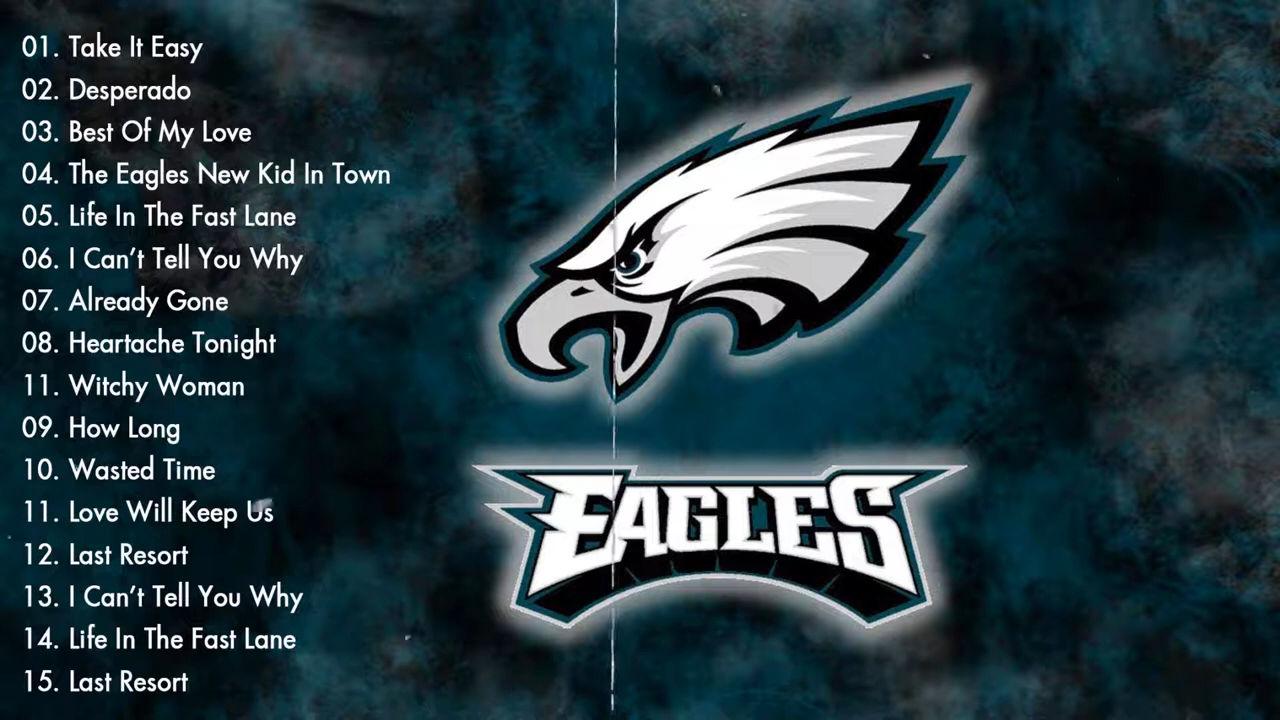 01. Take It Easy
02. Desperado
03. Best Of My Love
04. The Eagles New Kid In Town
05. Life In The Fast Lane
06. I Can’t Tell You Why
07. Already Gone
08. Heartache Tonight
11. Witchy Woman
09. How Long
10. Wasted Time
11. Love Will Keep Us
12. Last Resort
13. I Can’t Tell You Why
14. Life In The Fast Lane
15. Last Resort
EAGLES